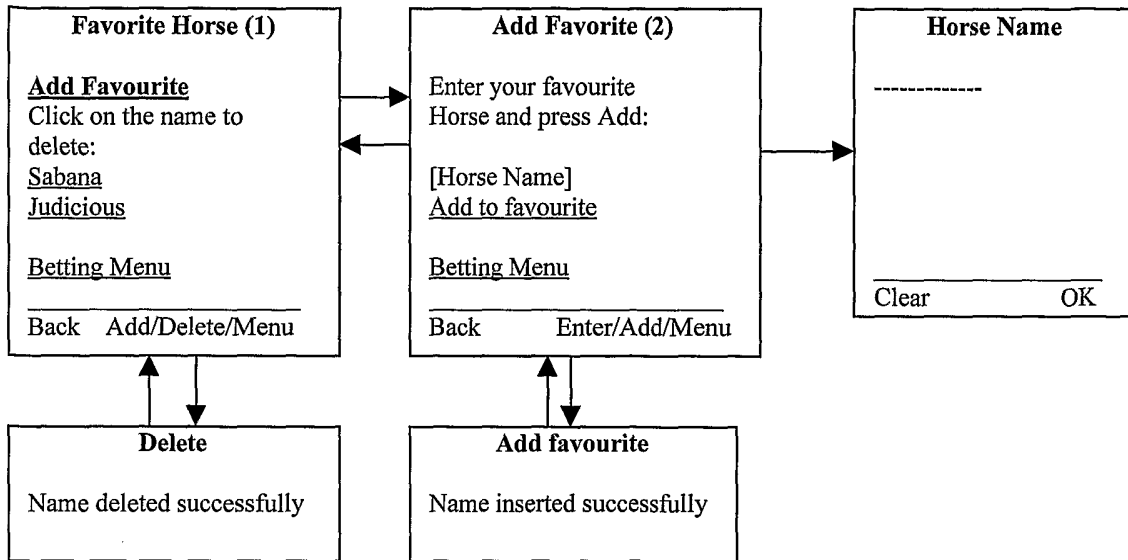 Favorite Horse (1)
Add Favourite
Click on the name to
delete:
Sabana
Judicious
Betting Menu
Back Add/Delete/Menu
Add Favorite (2)
Enter your favourite
Horse and press Add:
[Horse Name]
Add to favourite
Betting Menu
Back Enter/Add/Menu
Horse Name
-------------
Clear OK
Delete
Name deleted successfully
Add favourite
Name inserted successfully